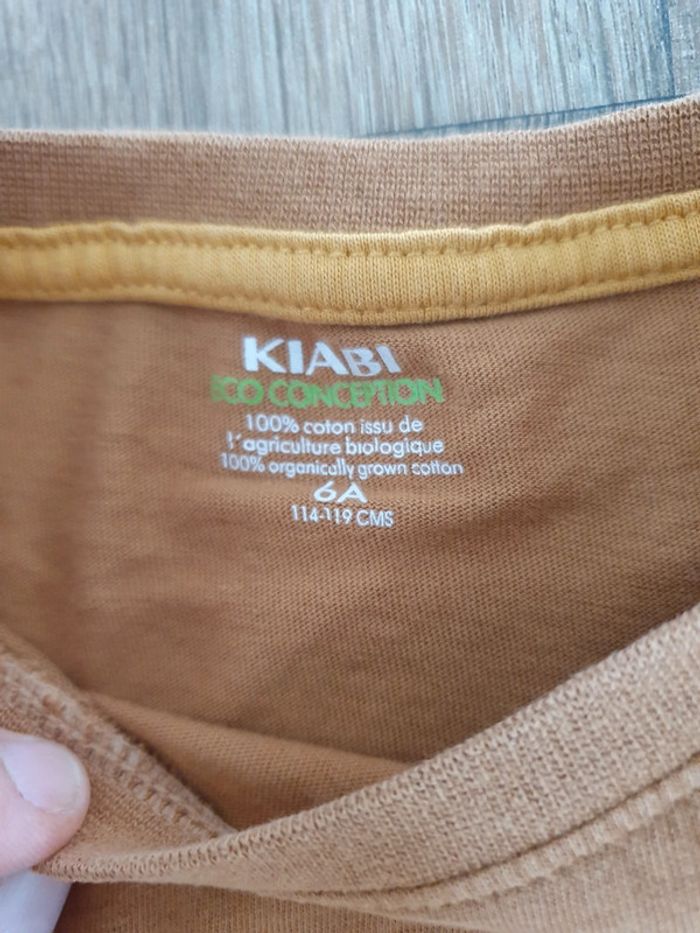 KIABI
ECO CONCEPTION
100% coton issu de
l'agriculture biologique
100% organically grown cotton
6A
114-119 CMS